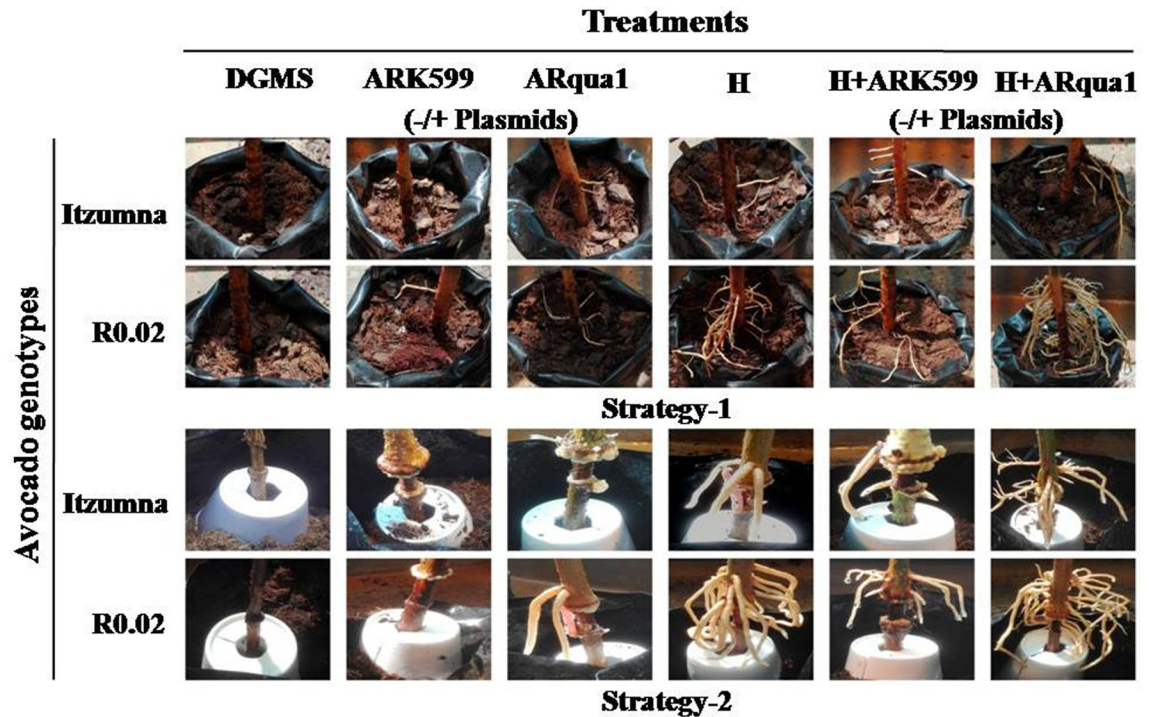 Treatments
DGMS ARK599 ARqua1 H H+ARK599 H+ARqua1
(-/+ Plasmids) (-/+ Plasmids)
Avocado genotypes
Itzumna
R0.02
Strategy-1
Itzumna
R0.02
Strategy-2